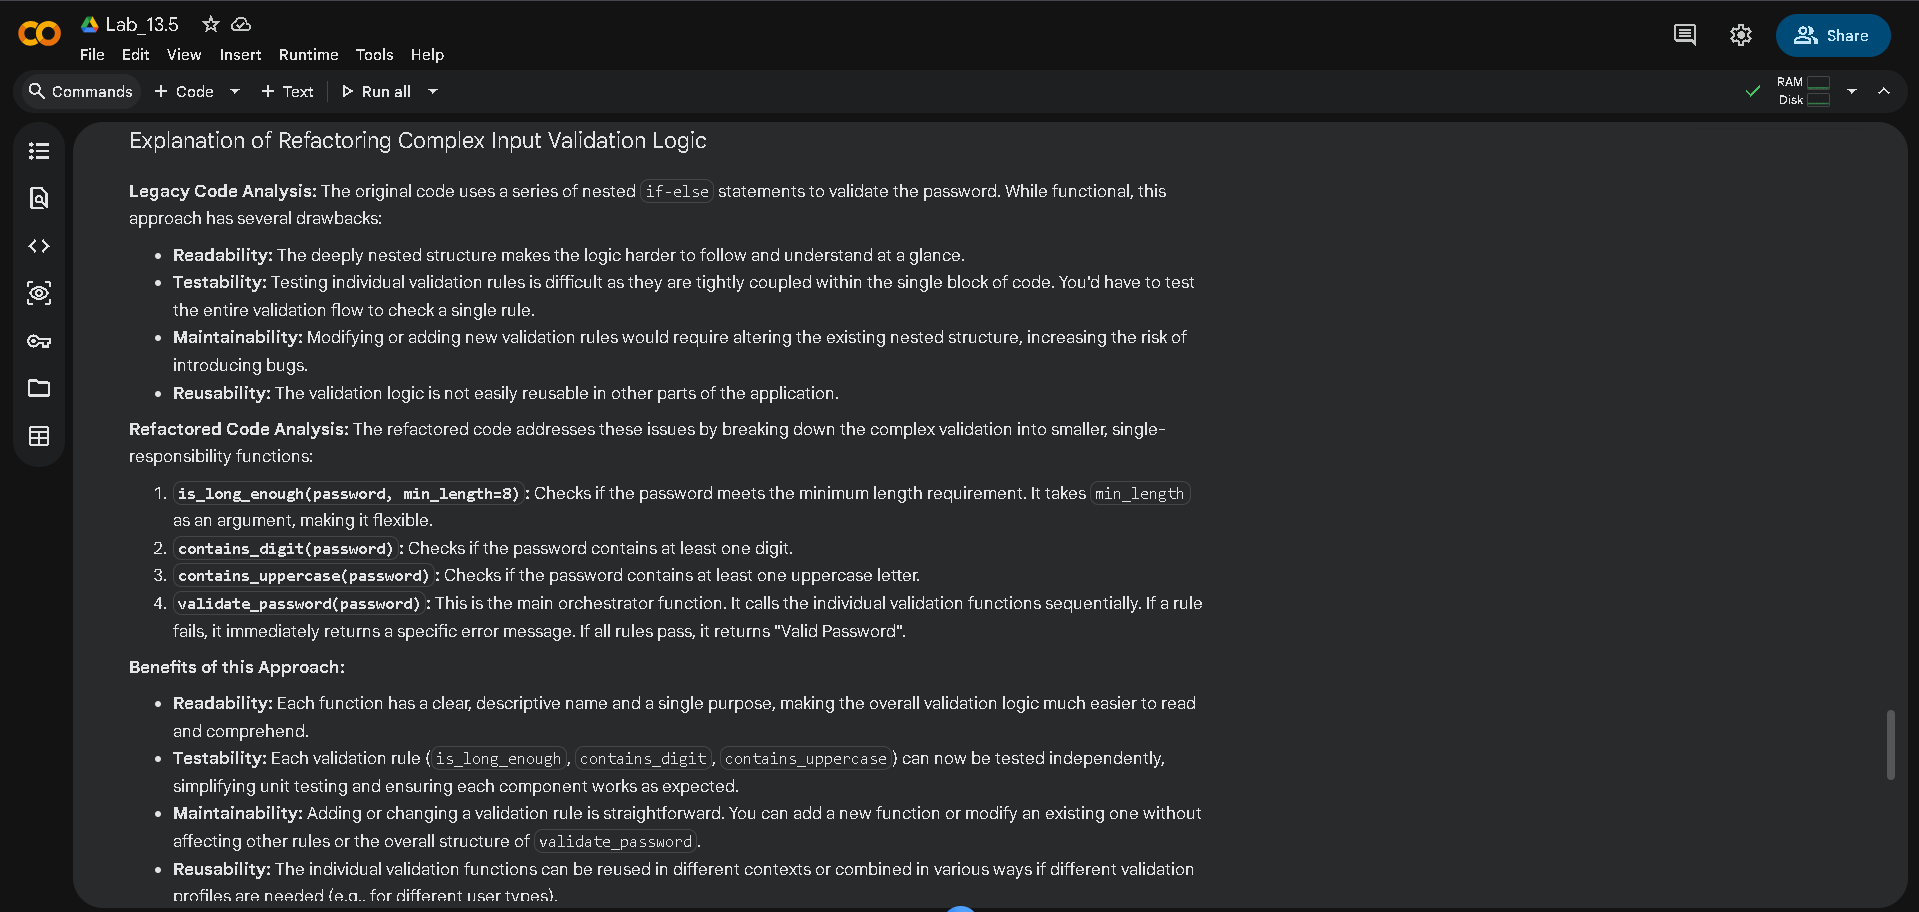 Lab_13.5
File Edit View Insert Runtime Tools Help
Share
Commands + Code + Text Run all
RAM
Disk
Explanation of Refactoring Complex Input Validation Logic
Legacy Code Analysis: The original code uses a series of nested if-else statements to validate the password. While functional, this
approach has several drawbacks:
• Readability: The deeply nested structure makes the logic harder to follow and understand at a glance.
• Testability: Testing individual validation rules is difficult as they are tightly coupled within the single block of code. You'd have to test
the entire validation flow to check a single rule.
• Maintainability: Modifying or adding new validation rules would require altering the existing nested structure, increasing the risk of
introducing bugs.
• Reusability: The validation logic is not easily reusable in other parts of the application.
Refactored Code Analysis: The refactored code addresses these issues by breaking down the complex validation into smaller, single-
responsibility functions:
1. is_long_enough(password, min_length=8): Checks if the password meets the minimum length requirement. It takes min_length
as an argument, making it flexible.
2. contains_digit(password): Checks if the password contains at least one digit.
3. contains_uppercase(password): Checks if the password contains at least one uppercase letter.
4. validate_password(password): This is the main orchestrator function. It calls the individual validation functions sequentially. If a rule
fails, it immediately returns a specific error message. If all rules pass, it returns "Valid Password".
Benefits of this Approach:
• Readability: Each function has a clear, descriptive name and a single purpose, making the overall validation logic much easier to read
and comprehend.
• Testability: Each validation rule (is_long_enough, contains_digit, contains_uppercase) can now be tested independently,
simplifying unit testing and ensuring each component works as expected.
• Maintainability: Adding or changing a validation rule is straightforward. You can add a new function or modify an existing one without
affecting other rules or the overall structure of validate_password.
• Reusability: The individual validation functions can be reused in different contexts or combined in various ways if different validation
profiles are needed (e.g., for different user types).